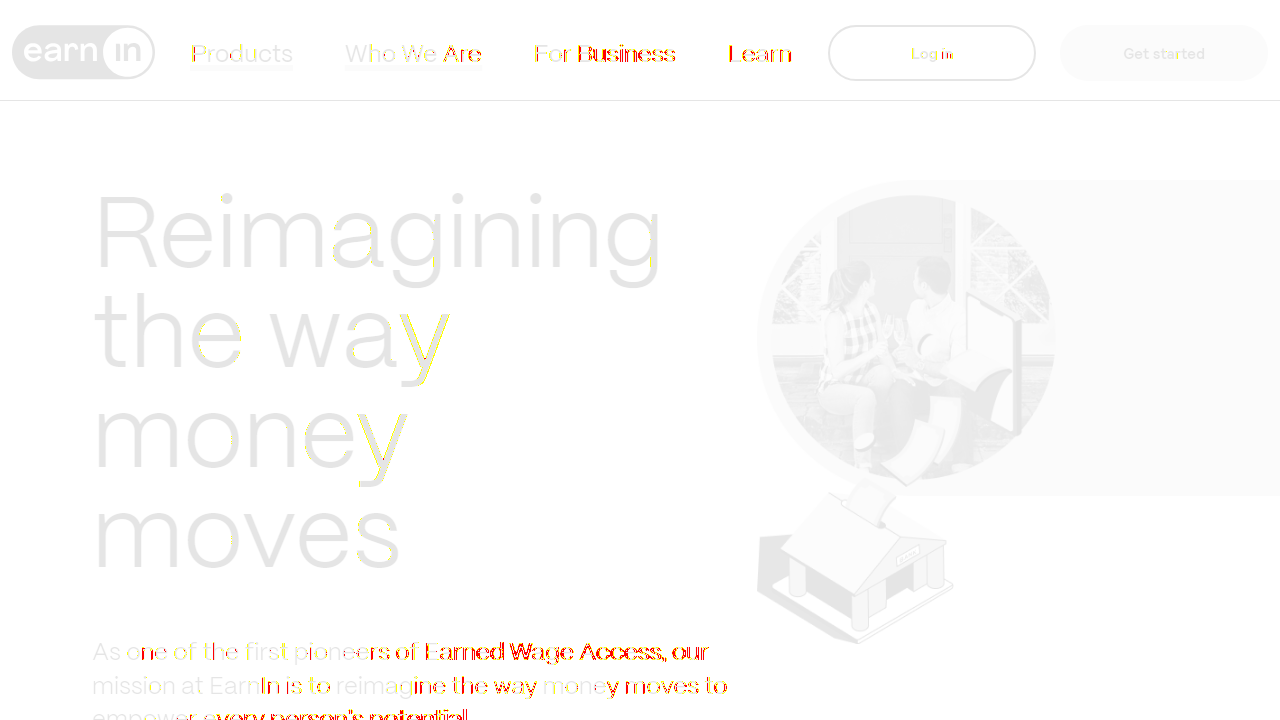 earnin
Products Who We Are For Business Learn Log in Get started
Reimagining
the way
money
moves
As one of the first pioneers of Earned Wage Access, our
mission at EarnIn is to reimagine the way money moves to
empower every person's potential.